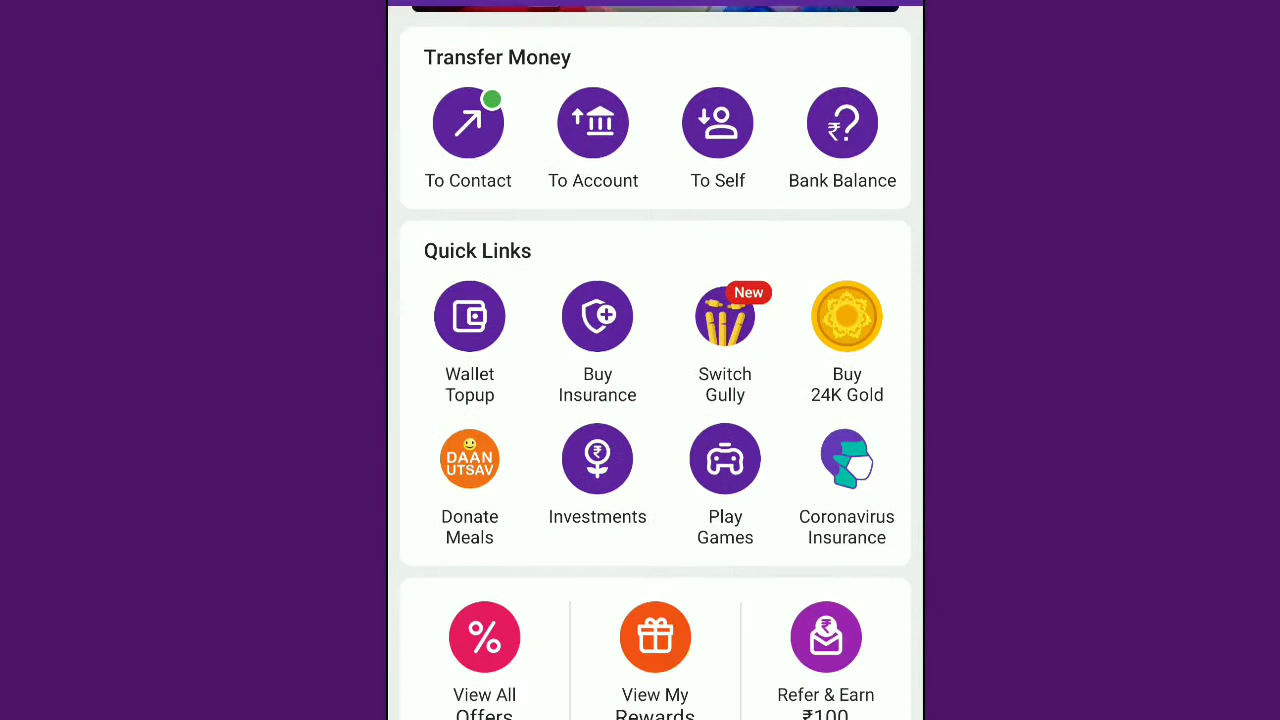 Transfer Money
To Contact
To Account
To Self
Bank Balance
Quick Links
New
Wallet
Topup
Buy
Insurance
Switch
Gully
Buy
24K Gold
DAAN
UTSAV
Donate
Meals
Investments
Play
Games
Coronavirus
Insurance
View All
Offers
View My
Rewards
Refer & Earn
₹100